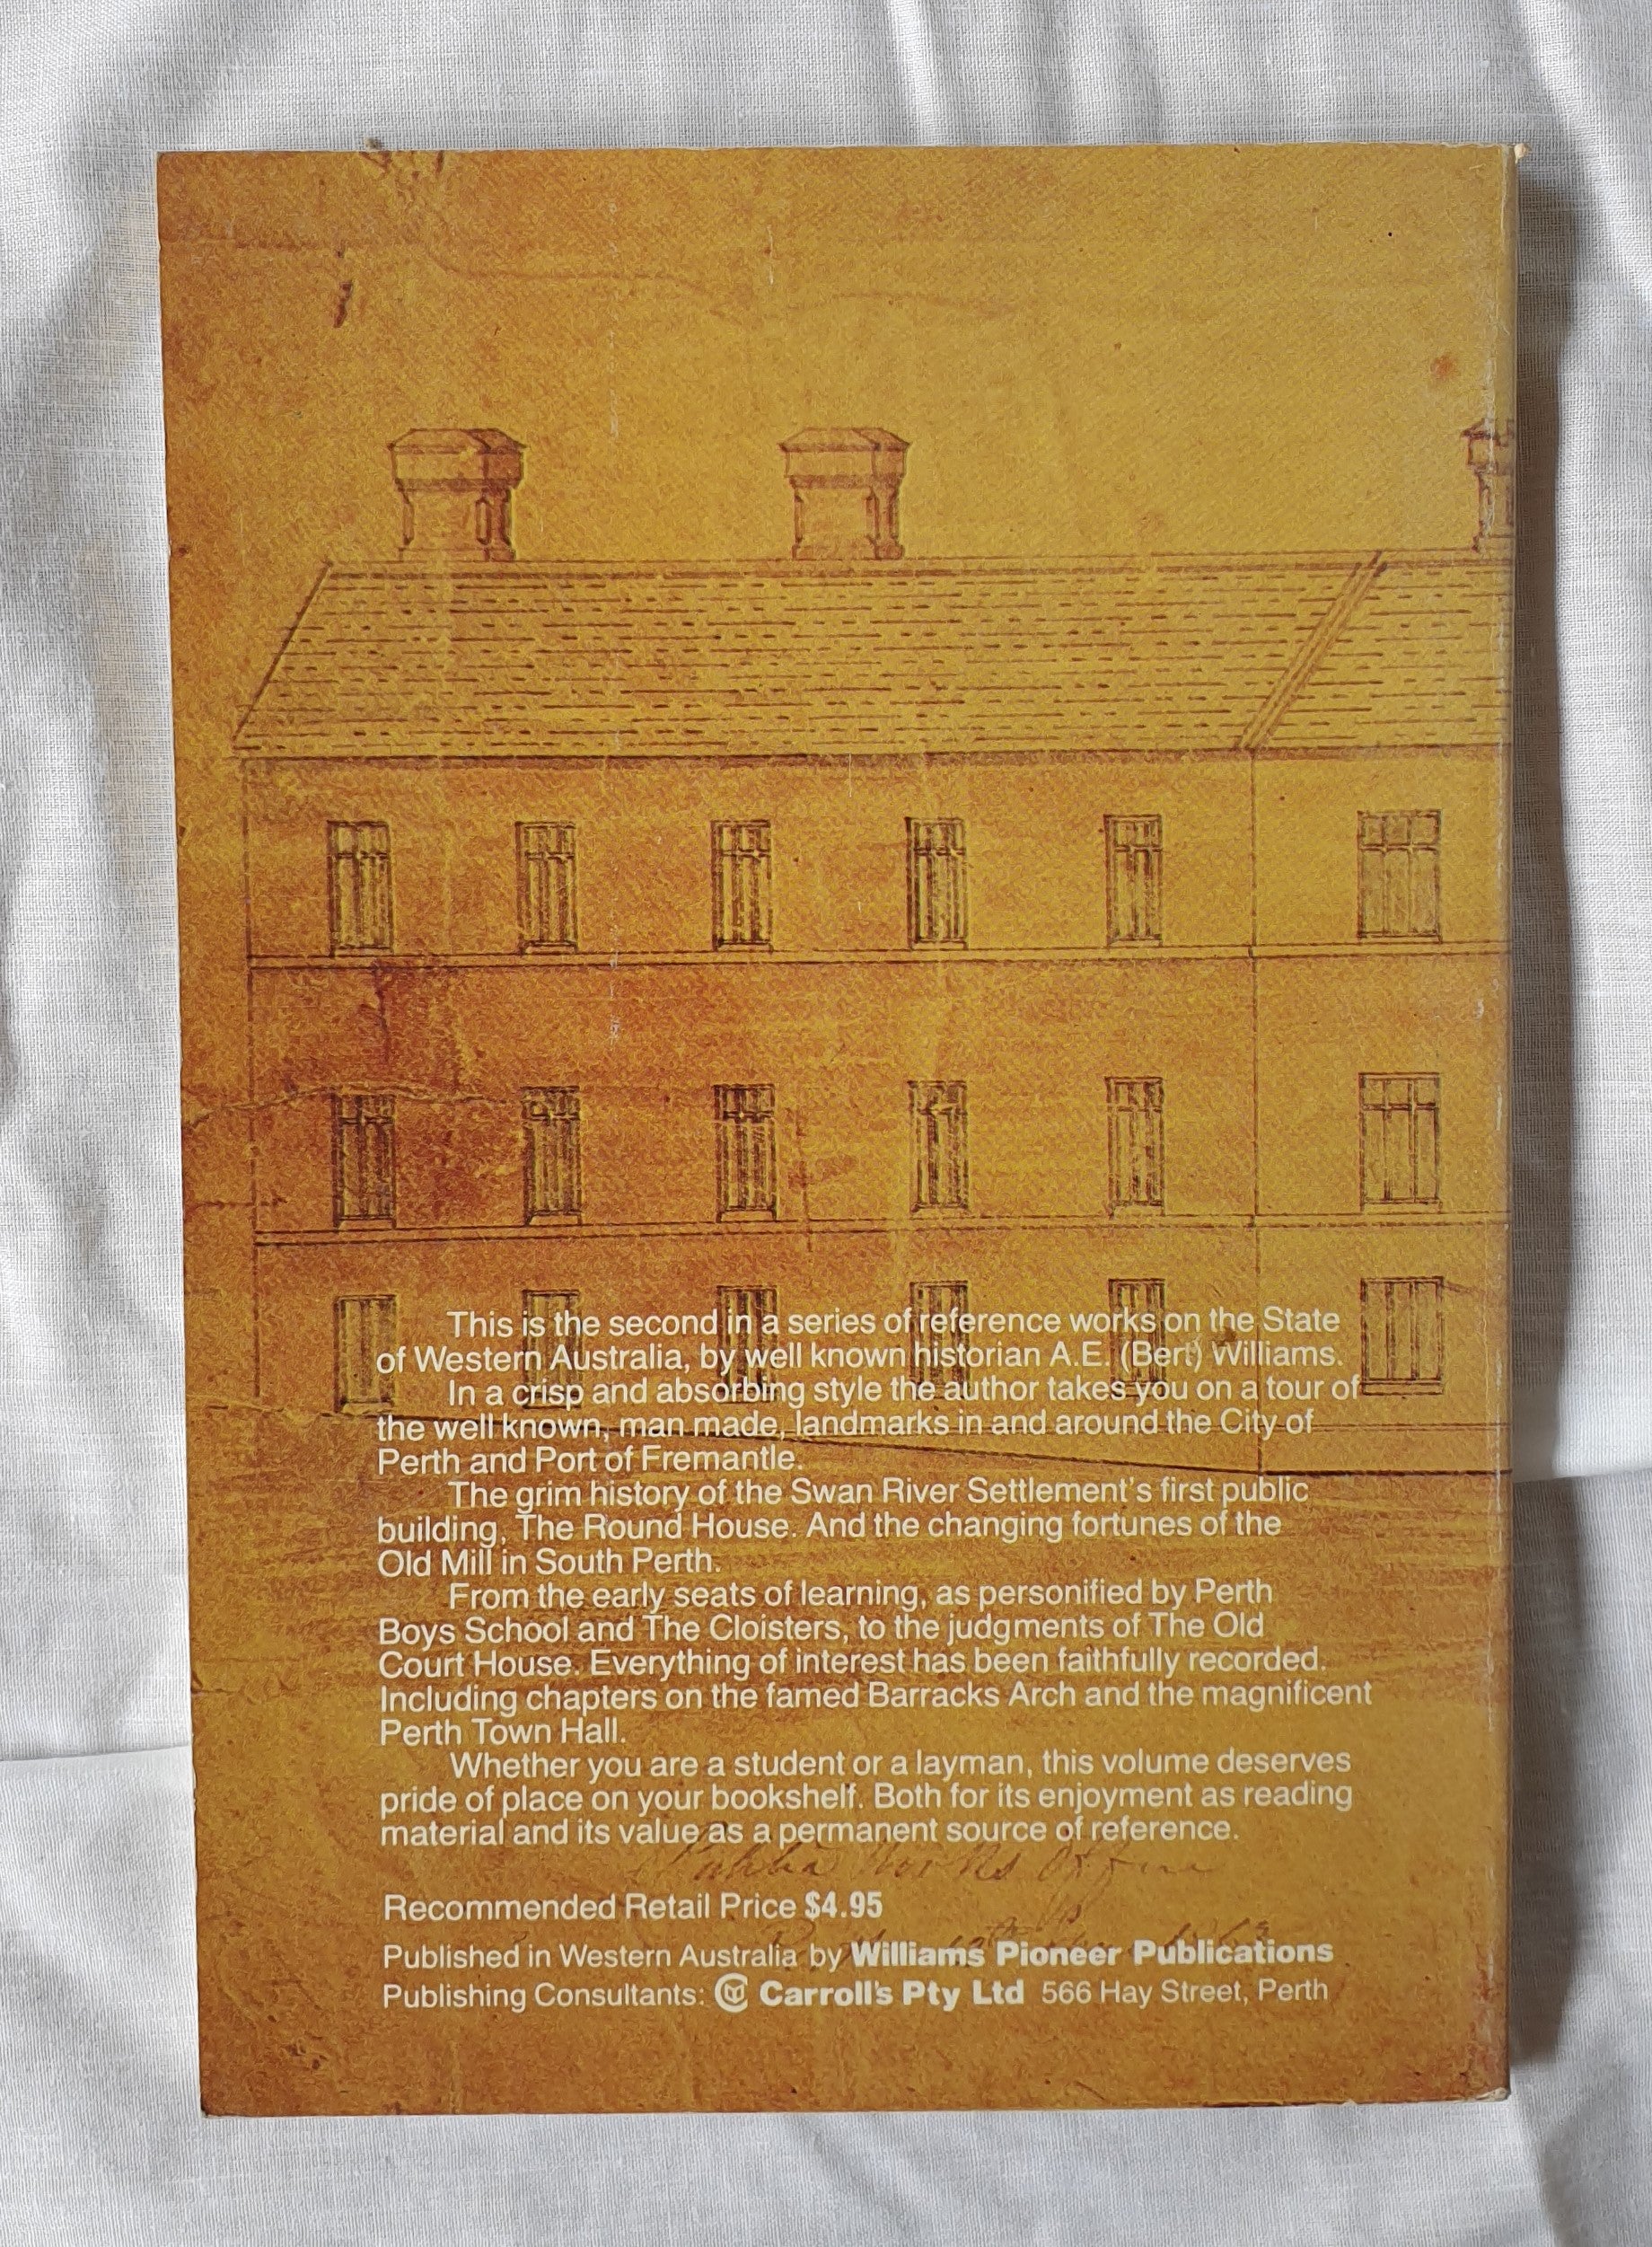 This is the second in a series of reference works on the State
of Western Australia, by well known historian A.E. (Bert) Williams.
In a crisp and absorbing style the author takes you on a tour of
the well known, man made, landmarks in and around the City of
Perth and Port of Fremantle.
The grim history of the Swan River Settlement's first public
building, The Round House. And the changing fortunes of the
Old Mill in South Perth.
From the early seats of learning, as personified by Perth
Boys School and The Cloisters, to the judgments of The Old
Court House. Everything of interest has been faithfully recorded.
Including chapters on the famed Barracks Arch and the magnificent
Perth Town Hall.
Whether you are a student or a layman, this volume deserves
pride of place on your bookshelf. Both for its enjoyment as reading
material and its value as a permanent source of reference.
Works Office
Recommended Retail Price $4.95
Published in Western Australia by Williams Pioneer Publications
Publishing Consultants: Carroll's Pty Ltd 566 Hay Street, Perth